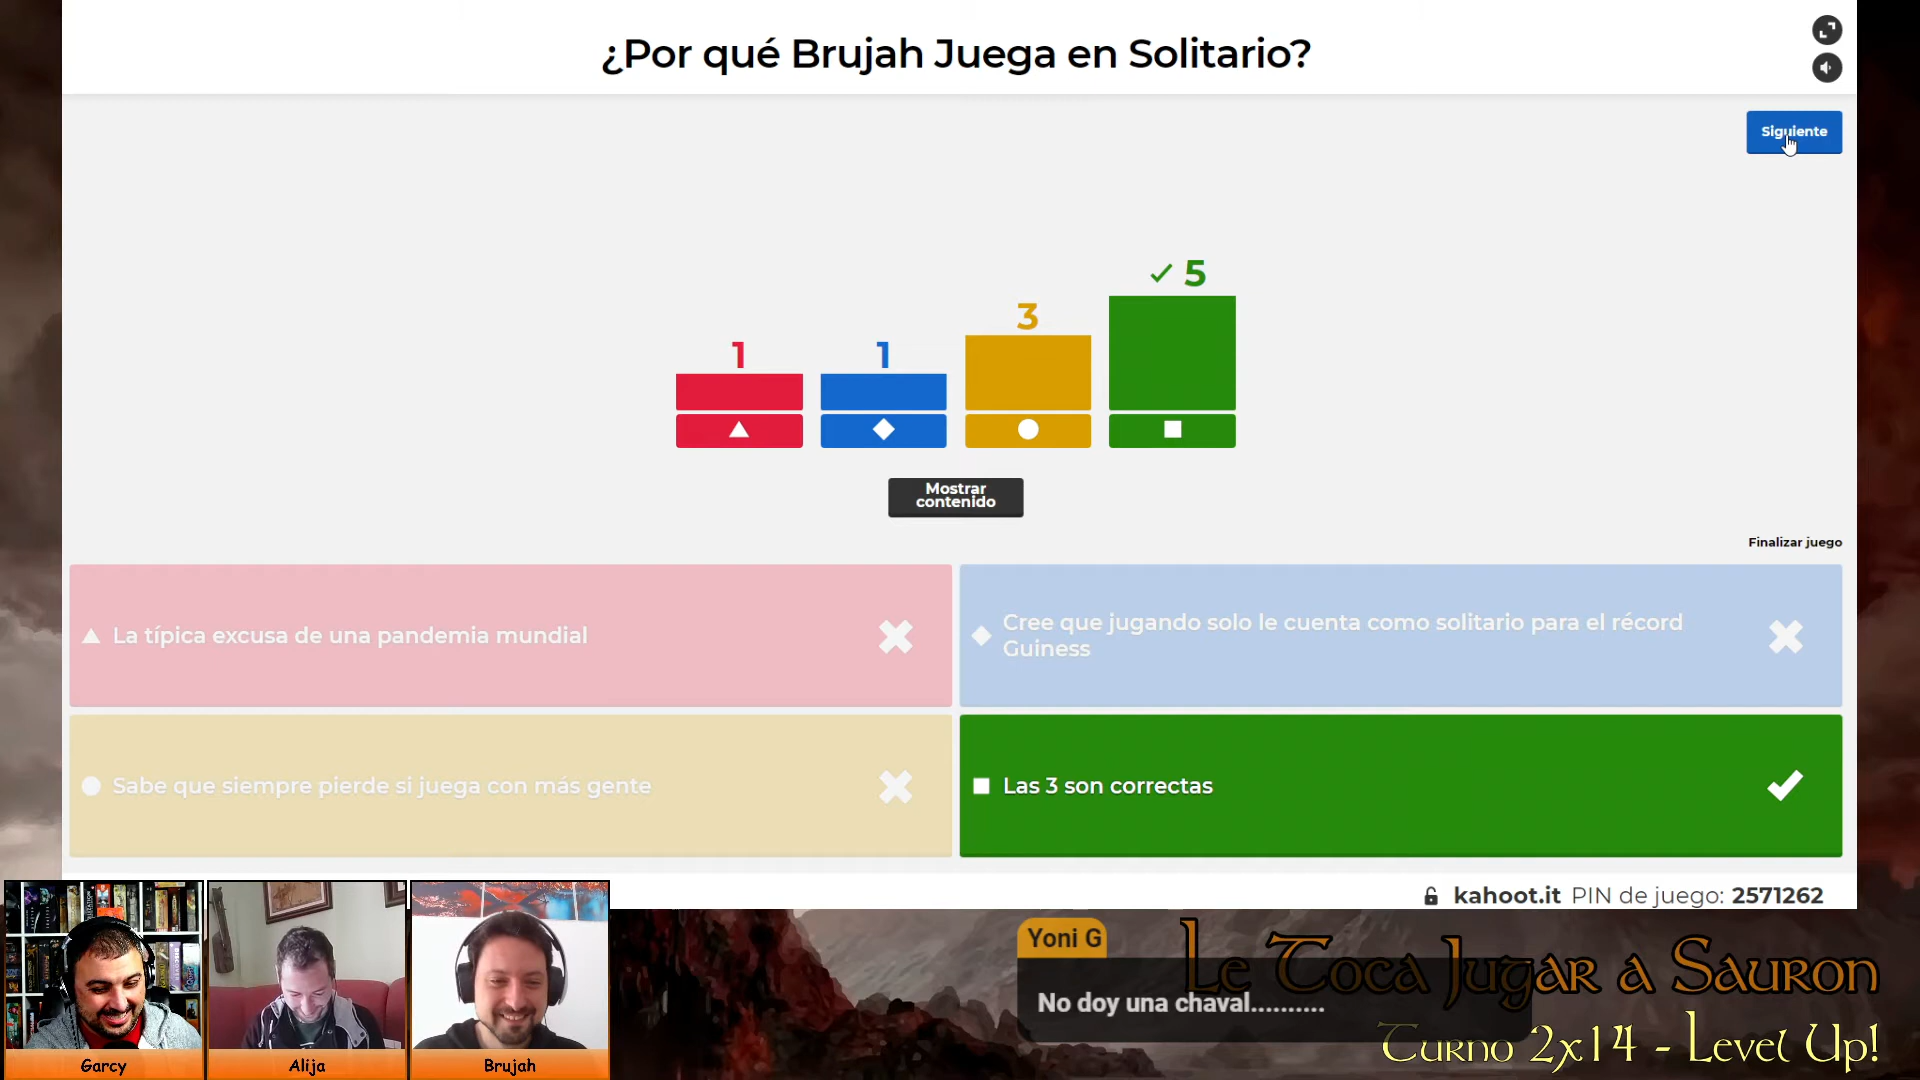 ¿Por qué Brujah Juega en Solitario?
Siguiente
1
1
3
5
Mostrar
contenido
Finalizar juego
La típica excusa de una pandemia mundial
Cree que jugando solo le cuenta como solitario para el récord
Guiness
Sabe que siempre pierde si juega con más gente
Las 3 son correctas
kahoot.it PIN de juego: 2571262
Yoni G
No doy una chaval..........
Le Toca Jugar a Sauron
Turno 2x14 - Level Up!
Garcy
Alija
Brujah